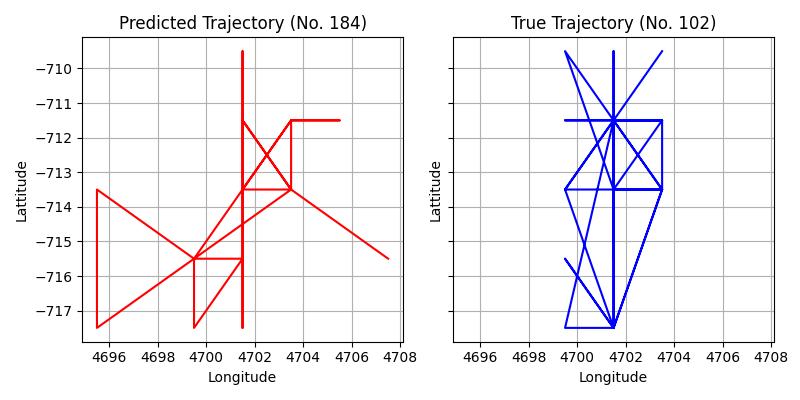 Predicted Trajectory (No. 184)
True Trajectory (No. 102)
Lattitude
−710
−711
−712
−713
−714
−715
−716
−717
4696 4698 4700 4702 4704 4706 4708
Longitude
Lattitude
4696 4698 4700 4702 4704 4706 4708
Longitude